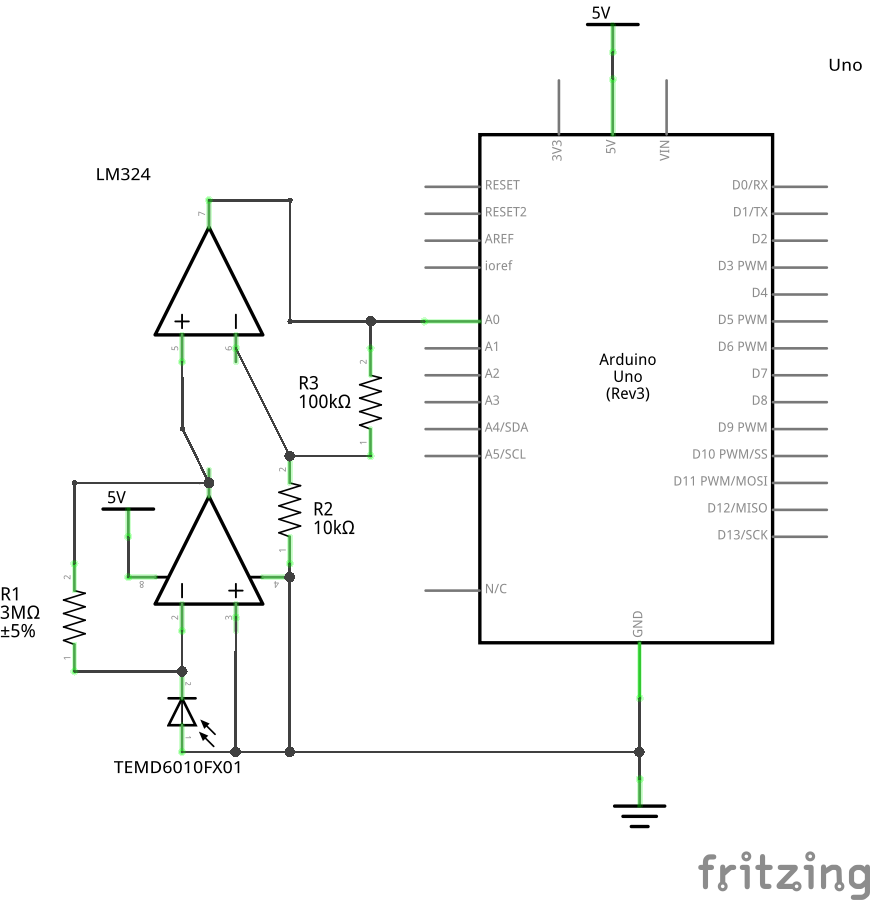 5V
Uno
3V3
5V
VIN
LM324
RESET
D0/RX
RESET2
D1/TX
AREF
D2
ioref
D3 PWM
D4
7
A0
D5 PWM
+
A1
D6 PWM
5
6
2
A2
D7
R3
100kΩ
Arduino
Uno
(Rev3)
A3
D8
A4/SDA
D9 PWM
1
A5/SCL
D10 PWM/SS
2
D11 PWM/MOSI
5V
R2
10kΩ
D12/MISO
D13/SCK
1
2
8
4
R1
3MΩ
±5%
N/C
+
2
3
GND
1
2
1
TEMD6010FX01
fritzing